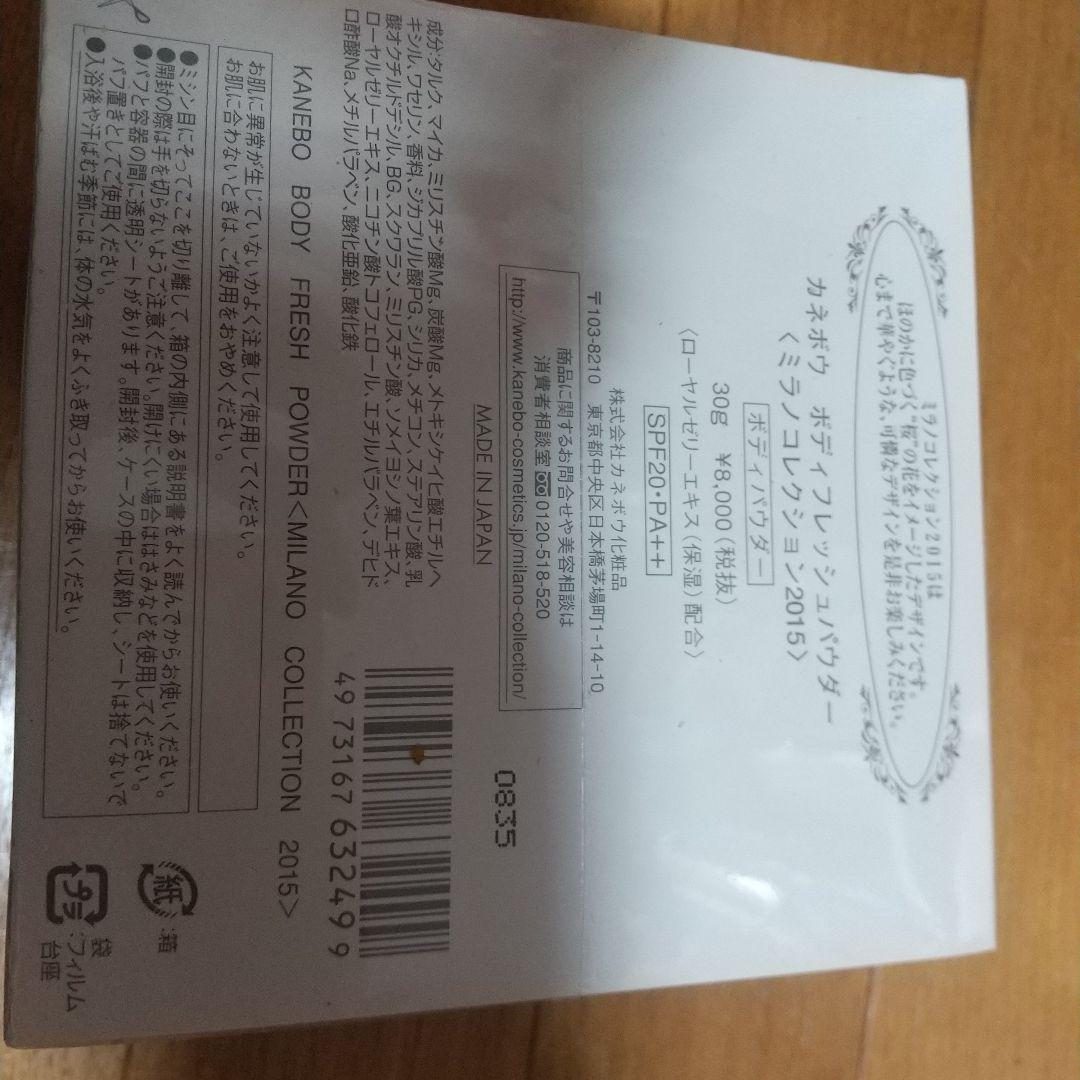 ミラノコレクション2015は
ほのかに色づく“桜”の花をイメージしたデザインです。
心まで華やぐような、可憐なデザインを是非お楽しみください。
カネボウ ボディフレッシュパウダー
〈ミラノコレクション2015〉
ボディパウダー
30g ¥8,000(税抜)
SPF20・PA++
〈ローヤルゼリーエキス(保湿)配合〉
株式会社カネボウ化粧品
〒103-8210 東京都中央区日本橋茅場町1-14-10
商品に関するお問合せや美容相談は
消費者相談室 0120-518-520
http://www.kanebo-cosmetics.jp/milano-collection/
MADE IN JAPAN
0835
成分:タルク、マイカ、ミリスチン酸Mg、炭酸Mg、メトキシケイヒ酸エチルヘ
キシル、ワセリン、香料、ジカプリル酸PG、シリカ、メチコン、ステアリン酸、乳
酸オクチルドデシル、BG、スクワラン、ミリスチン酸、ソメイヨシノ葉エキス、
ローヤルゼリーエキス、ニコチン酸トコフェロール、エチルパラベン、デヒド
ロ酢酸Na、メチルパラベン、酸化亜鉛、酸化鉄
49 73167 63249 9
KANEBO BODY FRESH POWDER<MILANO COLLECTION 2015>
お肌に異常が生じていないかよく注意して使用してください。
お肌に合わないときは、ご使用をおやめください。
●ミシン目にそってここを切り離して、箱の内側にある説明書をよく読んでからお使いください。
●開封の際は手を切らないようご注意ください。開けにくい場合ははさみなどを使用してください。
●パフと容器の間に透明シートがあります。開封後、ケースの中に収納し、シートは捨てないで
パフ置きとしてご使用ください。
●入浴後や汗ばむ季節には、体の水気をよくふき取ってからお使いください。
紙 :箱
プラ 袋
:フィルム
台座